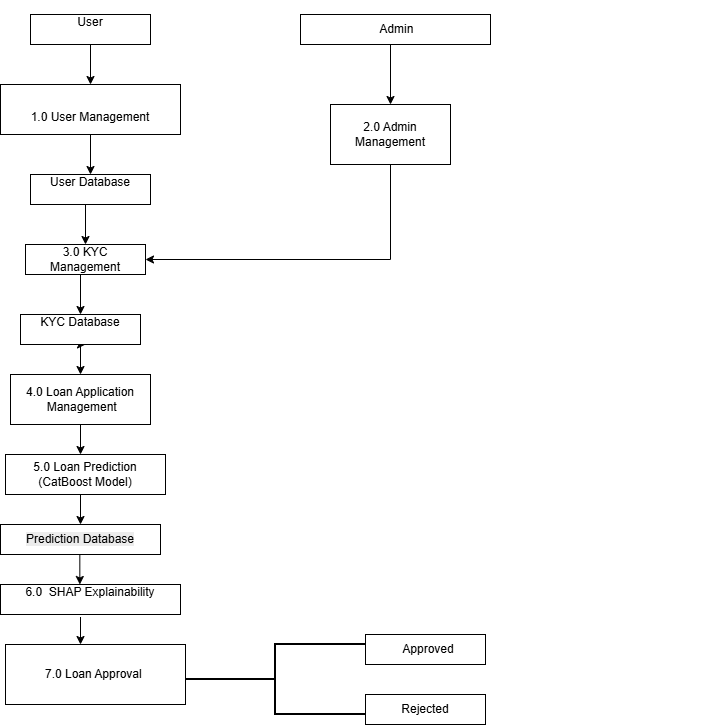 User
Admin
1.0 User Management
2.0 Admin
Management
User Database
3.0 KYC
Management
KYC Database
4.0 Loan Application
Management
5.0 Loan Prediction
(CatBoost Model)
Prediction Database
6.0  SHAP Explainability
7.0 Loan Approval
Approved
Rejected